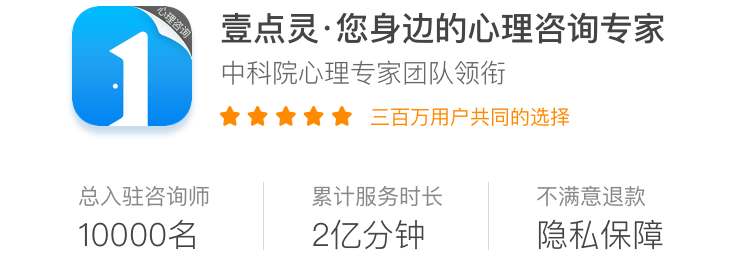 心理咨询
壹点灵·您身边的心理咨询专家
中科院心理专家团队领衔
三百万用户共同的选择
总入驻咨询师
10000名
累计服务时长
2亿分钟
不满意退款
隐私保障